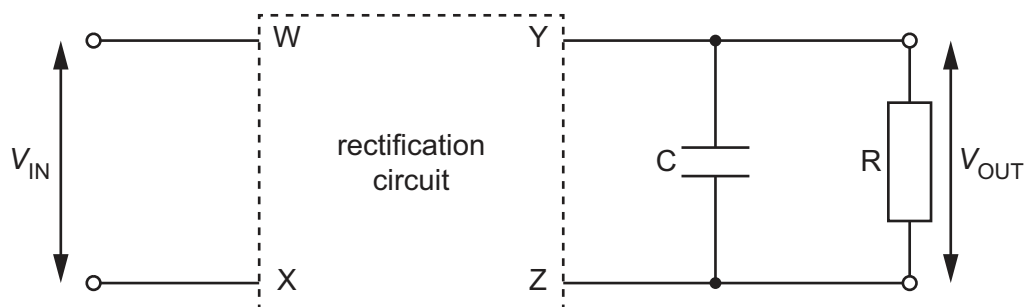 W
Y
V_IN
rectification
circuit
C
R
V_OUT
X
Z